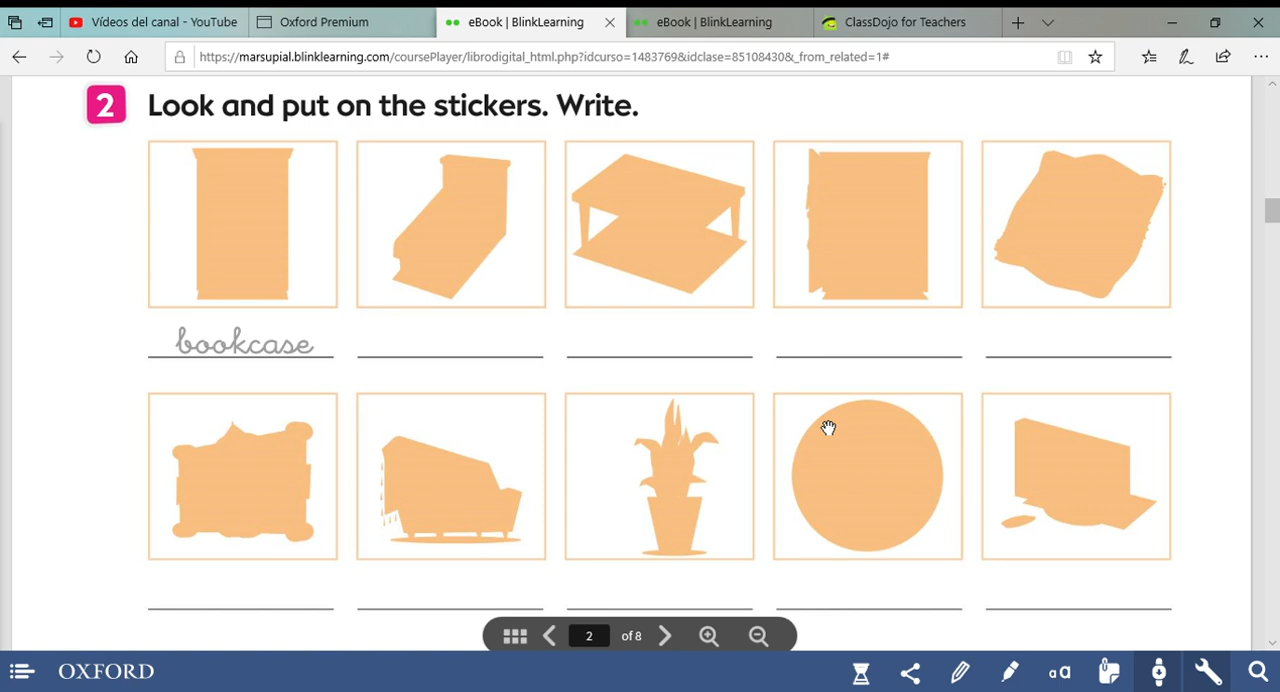 Vídeos del canal - YouTube
Oxford Premium
eBook | BlinkLearning
eBook | BlinkLearning
ClassDojo for Teachers
https://marsupial.blinklearning.com/coursePlayer/librodigital_html.php?idcurso=1483769&idclase=85108430&_from_related=1#
2 Look and put on the stickers. Write.
bookcase
2 of 8
OXFORD
aa